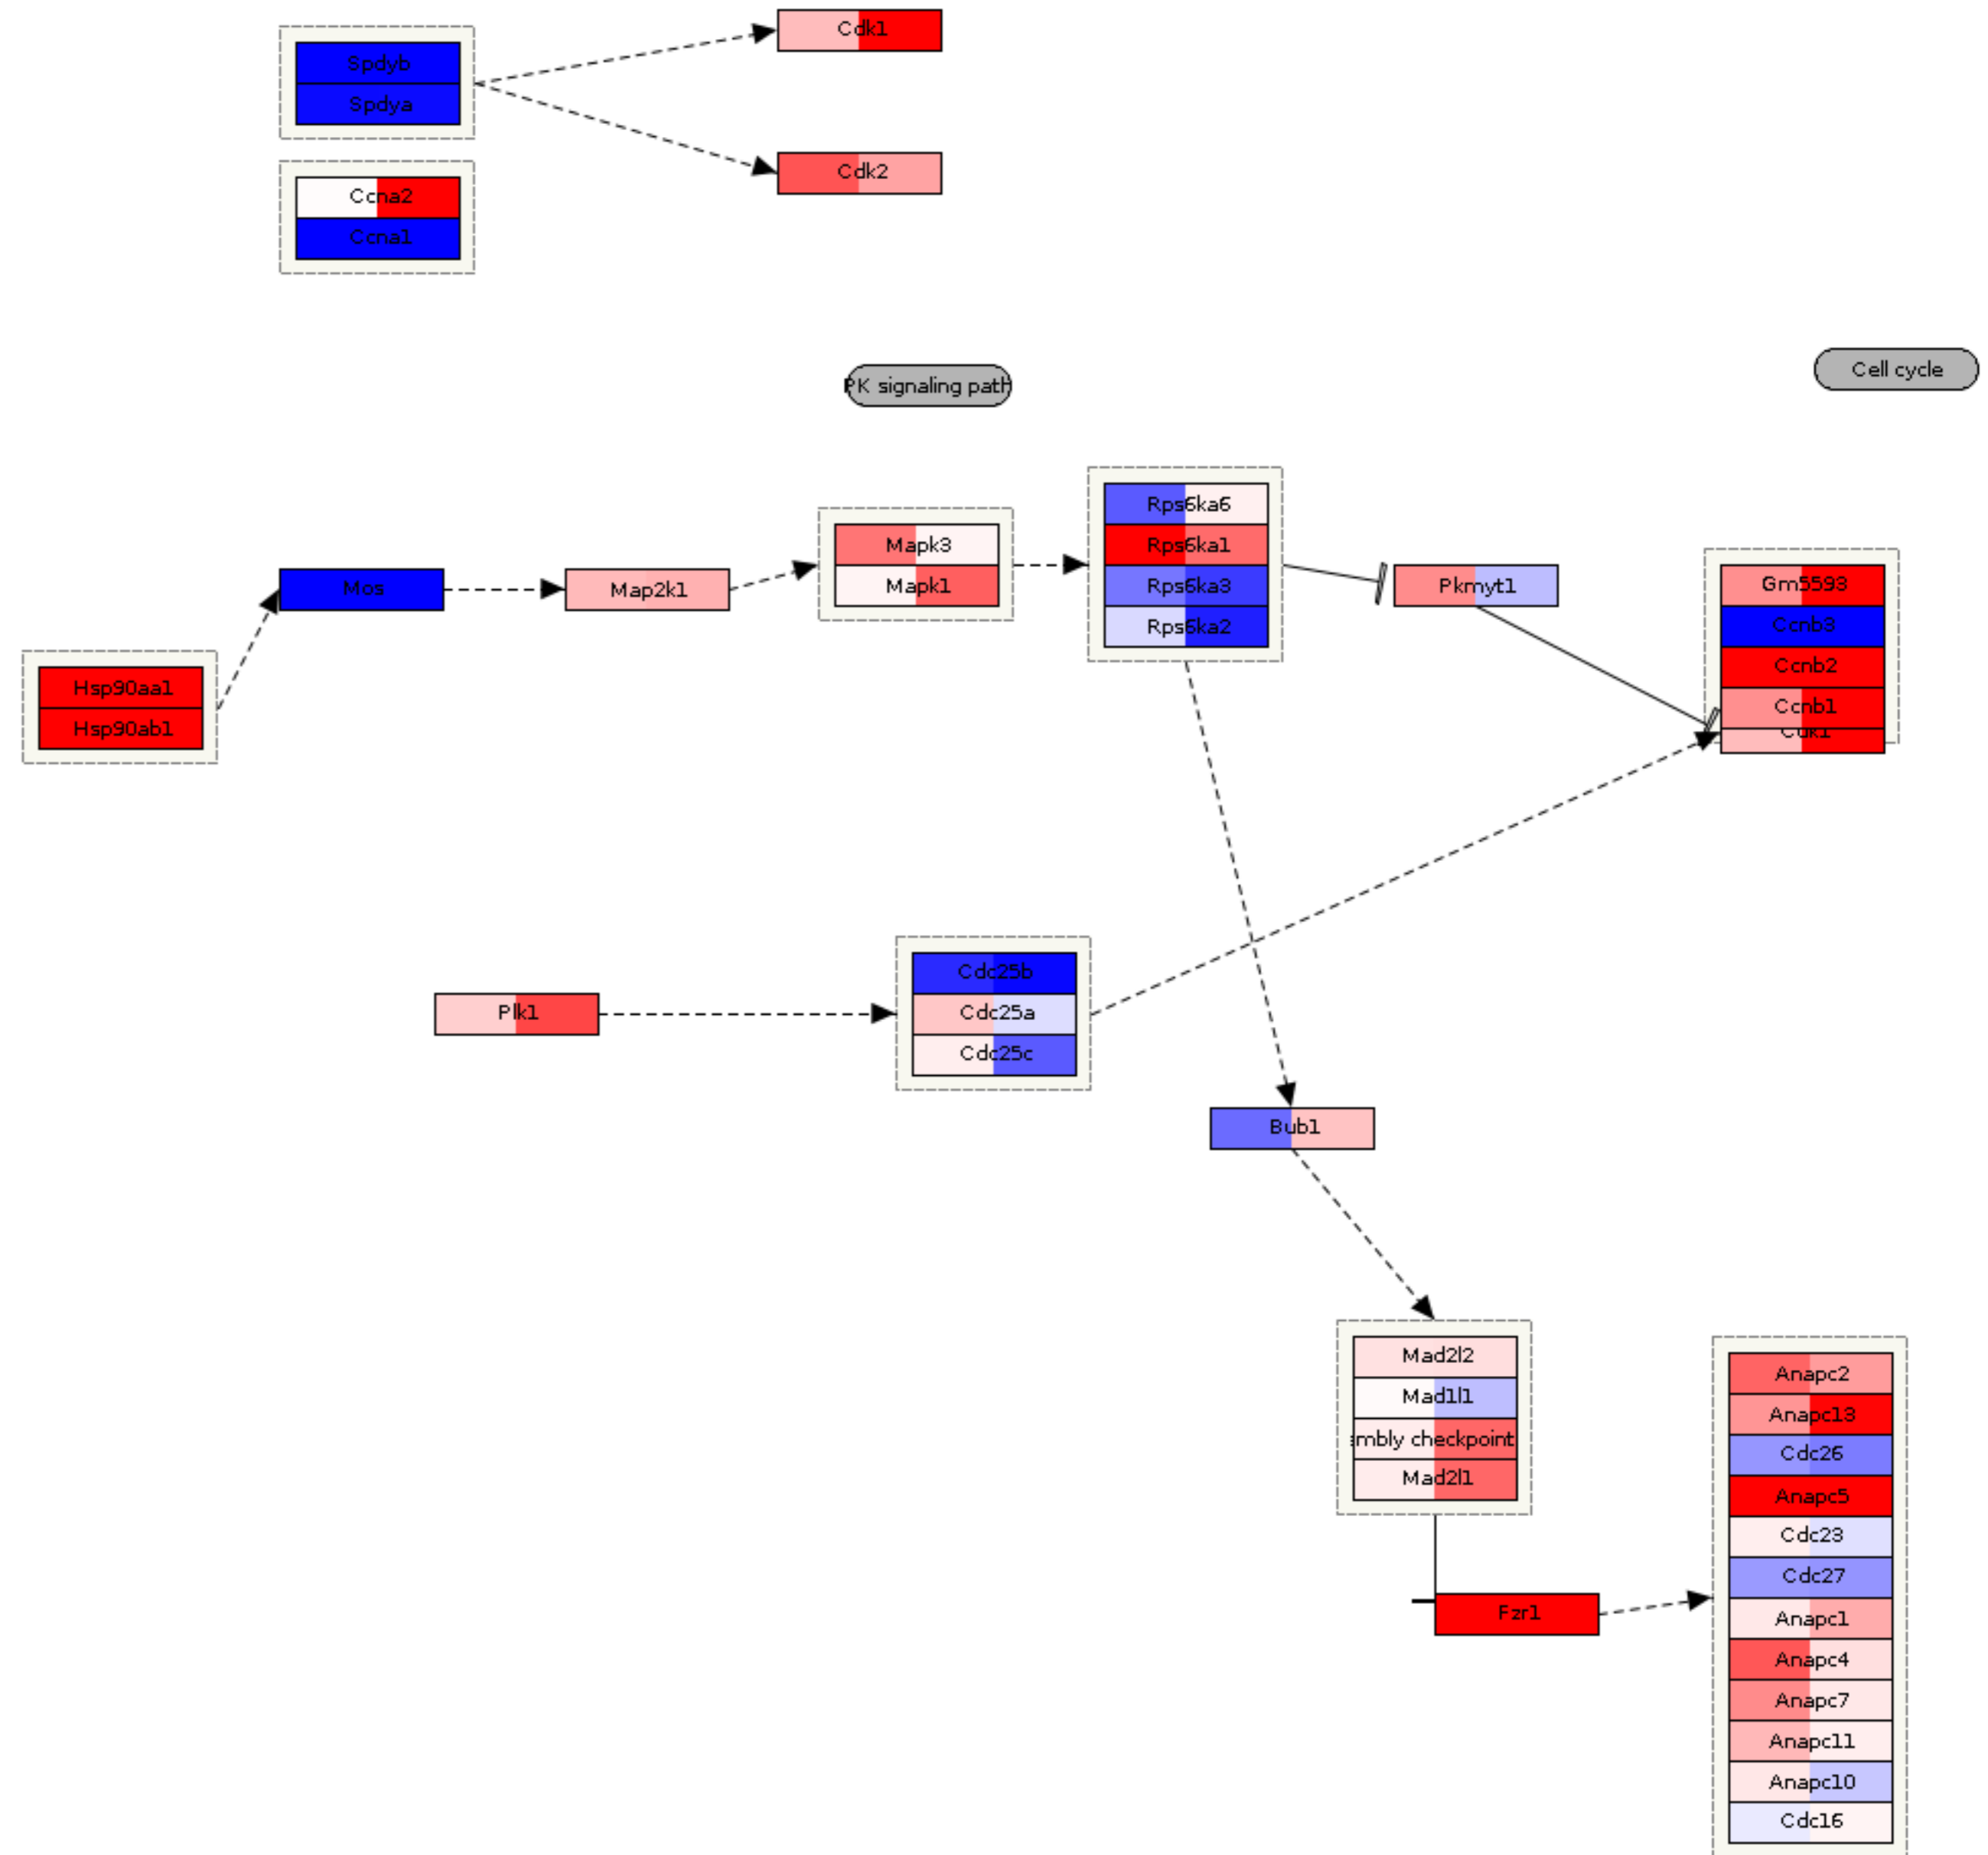 Cdk1
Spdyb
Spdya
Cdk2
Ccna2
Ccna1
PK signaling path
Cell cycle
Rps6ka6
Mapk3
Rps6ka1
Mos
Map2k1
Mapk1
Rps6ka3
Pkmyt1
Gm5593
Rps6ka2
Ccnb3
Hsp90aa1
Ccnb2
Hsp90ab1
Ccnb1
Cdk1
Cdc25b
Plk1
Cdc25a
Cdc25c
Bub1
Mad2l2
Mad1l1
embly checkpoint
Mad2l1
Anapc2
Anapc13
Cdc26
Anapc5
Cdc23
Cdc27
Fzr1
Anapc1
Anapc4
Anapc7
Anapc11
Anapc10
Cdc16